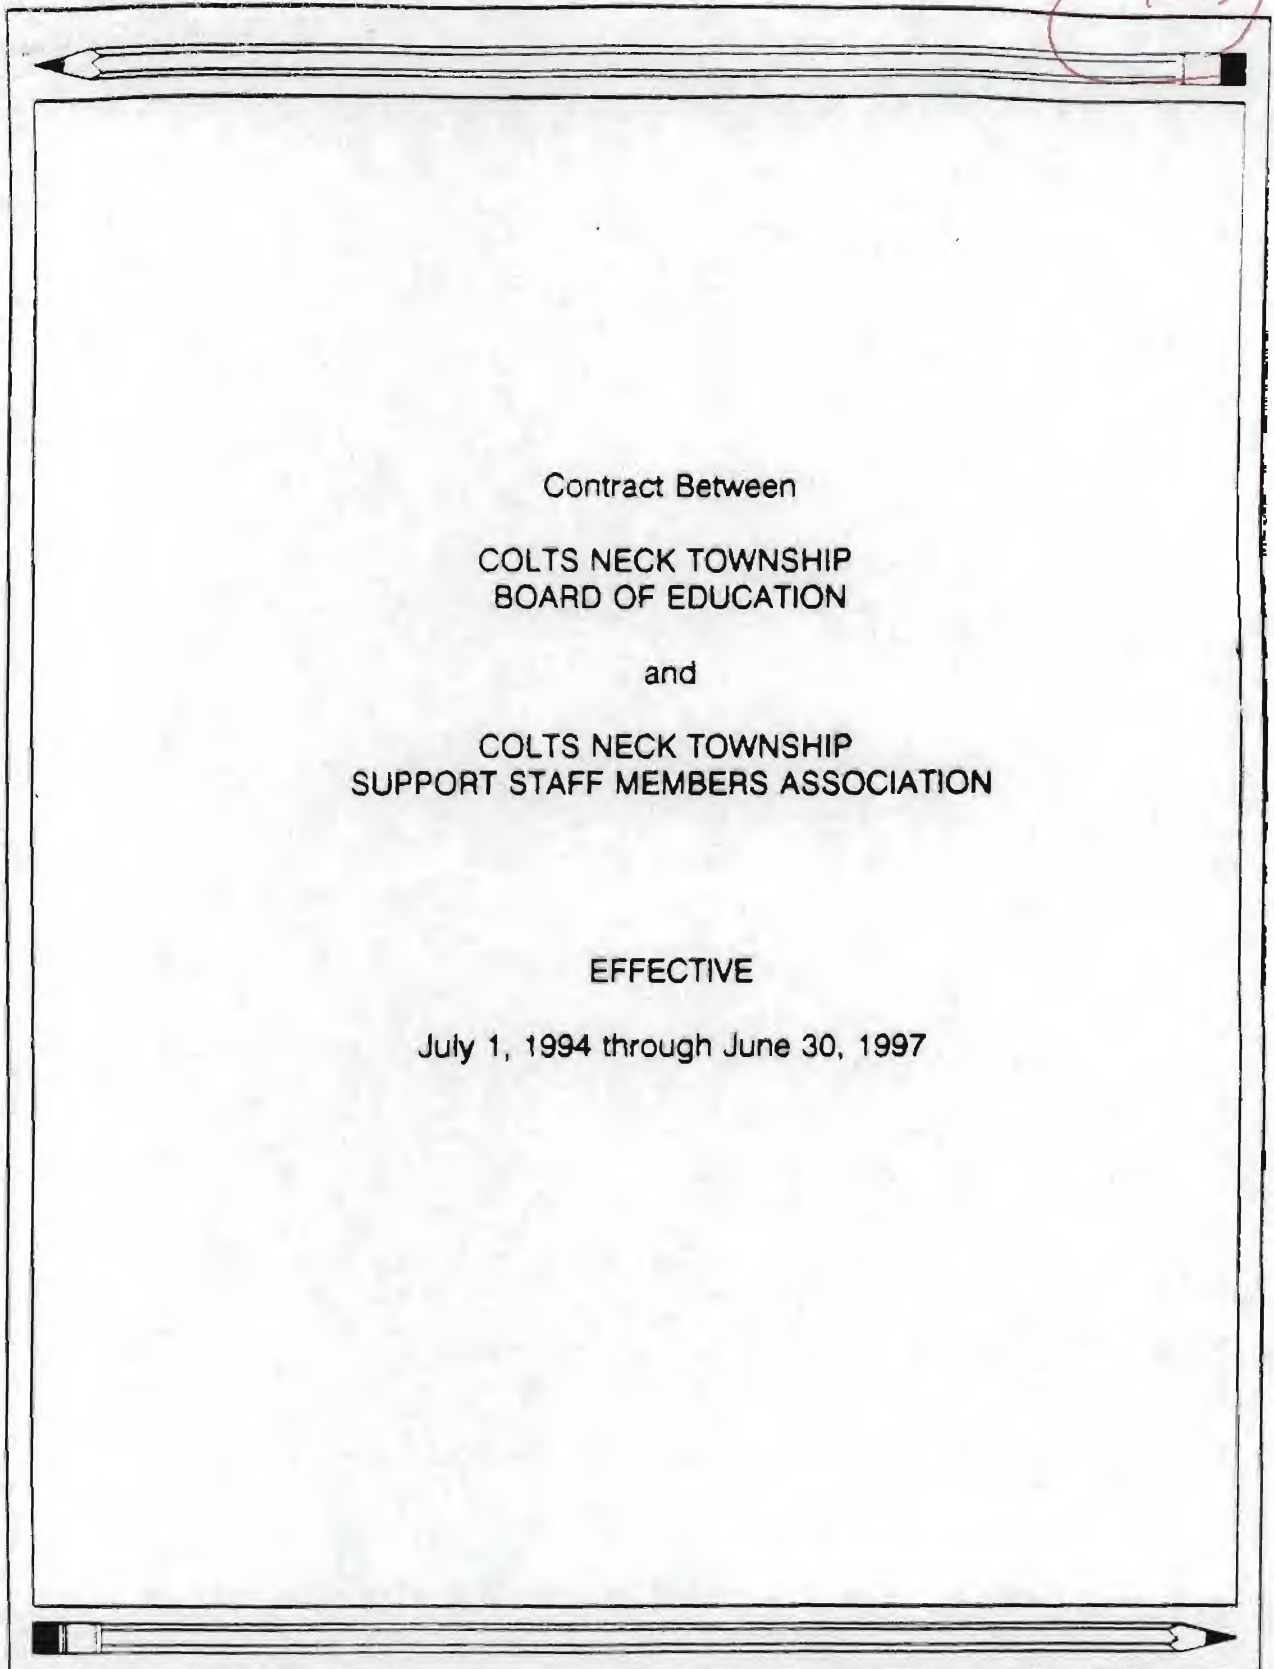 Contract Between
COLTS NECK TOWNSHIP
BOARD OF EDUCATION
and
COLTS NECK TOWNSHIP
SUPPORT STAFF MEMBERS ASSOCIATION
EFFECTIVE
July 1, 1994 through June 30, 1997